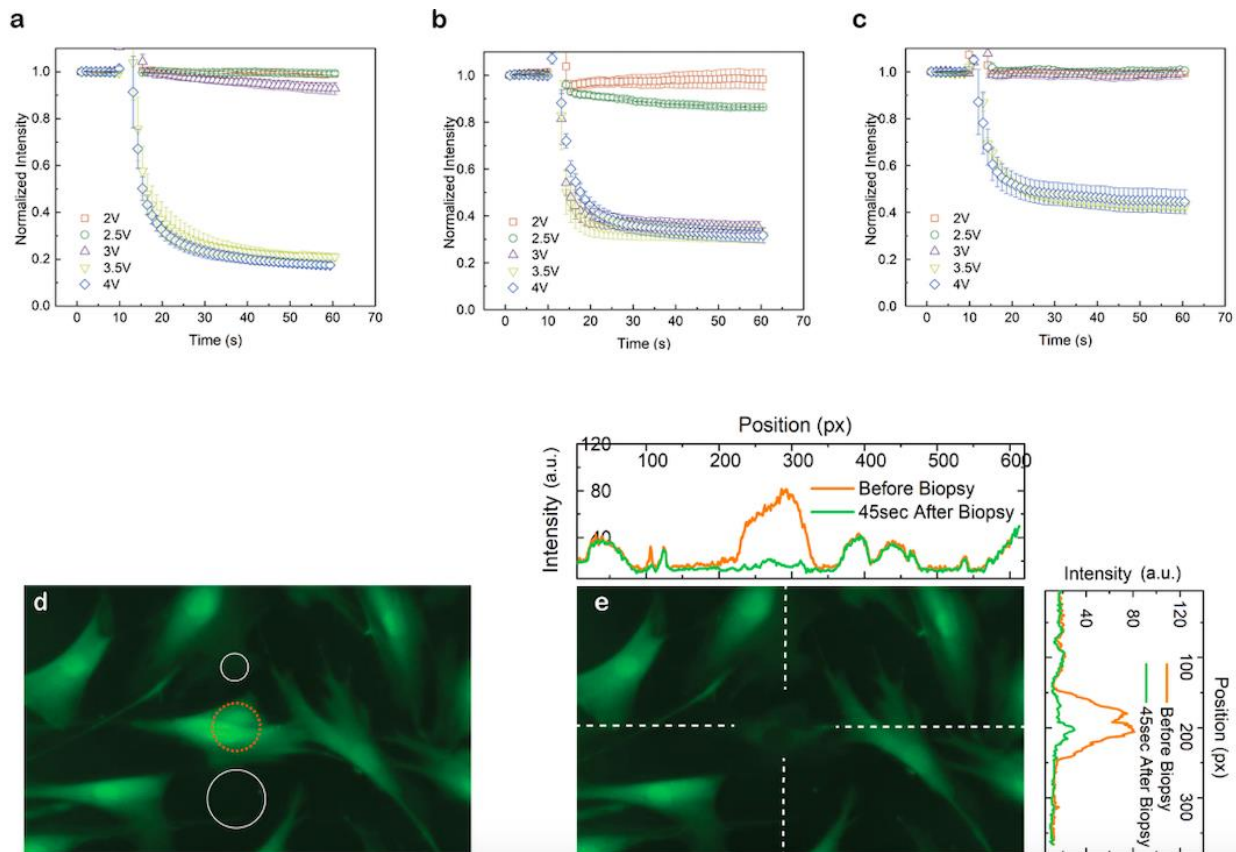 a
1.0
0.8
0.6
0.4
0.2
0.0
Normalized Intensity
2V
2.5V
3V
3.5V
4V
0 10 20 30 40 50 60 70
Time (s)
b
1.0
0.8
0.6
0.4
0.2
0.0
Normalized Intensity
2V
2.5V
3V
3.5V
4V
0 10 20 30 40 50 60 70
Time (s)
c
1.0
0.8
0.6
0.4
0.2
0.0
Normalized Intensity
2V
2.5V
3V
3.5V
4V
0 10 20 30 40 50 60 70
Time (s)
Position (px)
100 200 300 400 500 600
120
80
40
Intensity (a.u.)
Before Biopsy
45sec After Biopsy
d
e
Intensity (a.u.)
40 80 120
100
200
300
Position (px)
Before Biopsy
45sec After Biopsy